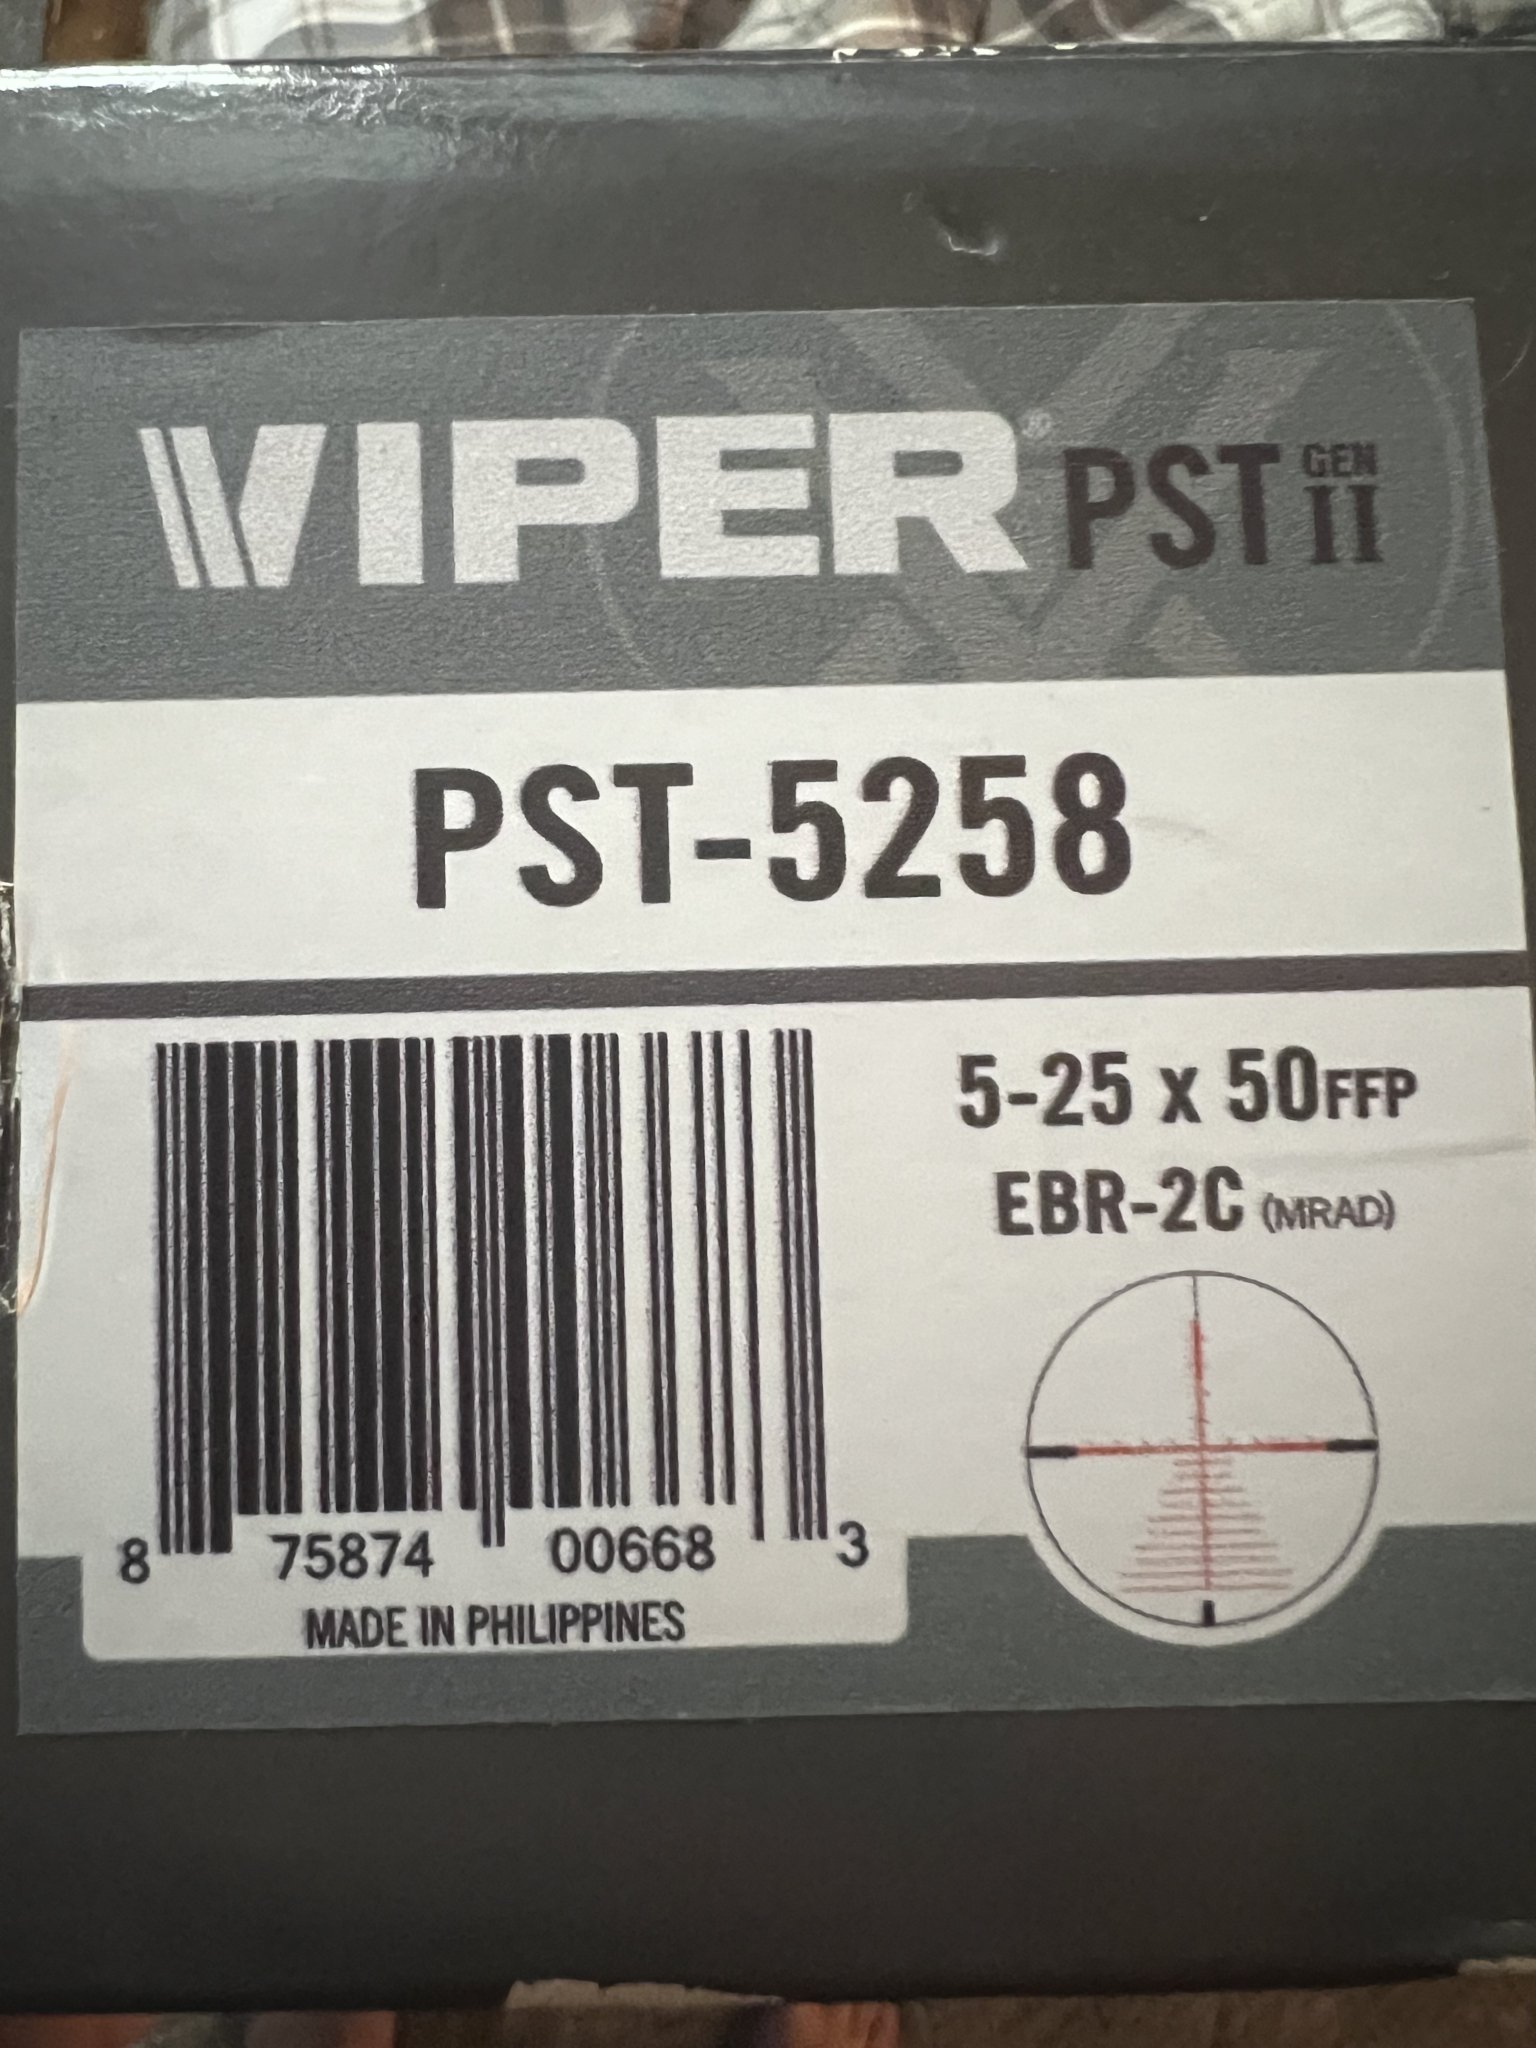 VIPER® PST GEN II
PST-5258
5-25 x 50FFP
EBR-2C (MRAD)
8 75874 00668 3
MADE IN PHILIPPINES